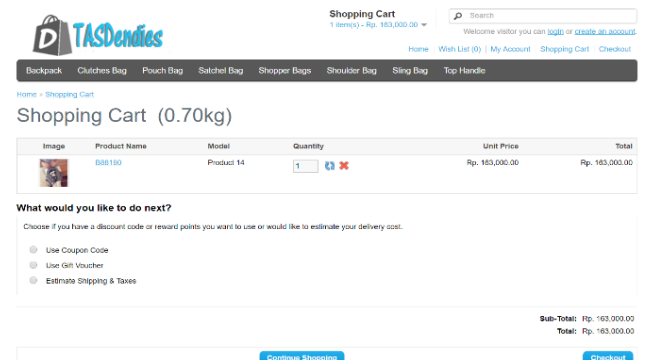 TASDendies
Shopping Cart
1 item(s) - Rp. 163,000.00
Search
Welcome visitor you can login or create an account.
Home Wish List (0) | My Account Shopping Cart Checkout
Backpack Clutches Bag Pouch Bag Satchel Bag Shopper Bags Shoulder Bag Sling Bag Top Handle
Home » Shopping Cart
Shopping Cart (0.70kg)
Image Product Name Model Quantity Unit Price Total
B88180 Product 14 1 Rp. 163,000.00 Rp. 163,000.00
What would you like to do next?
Choose if you have a discount code or reward points you want to use or would like to estimate your delivery cost.
Use Coupon Code
Use Gift Voucher
Estimate Shipping & Taxes
Sub-Total: Rp. 163,000.00
Total: Rp. 163,000.00
Continue Shopping Checkout